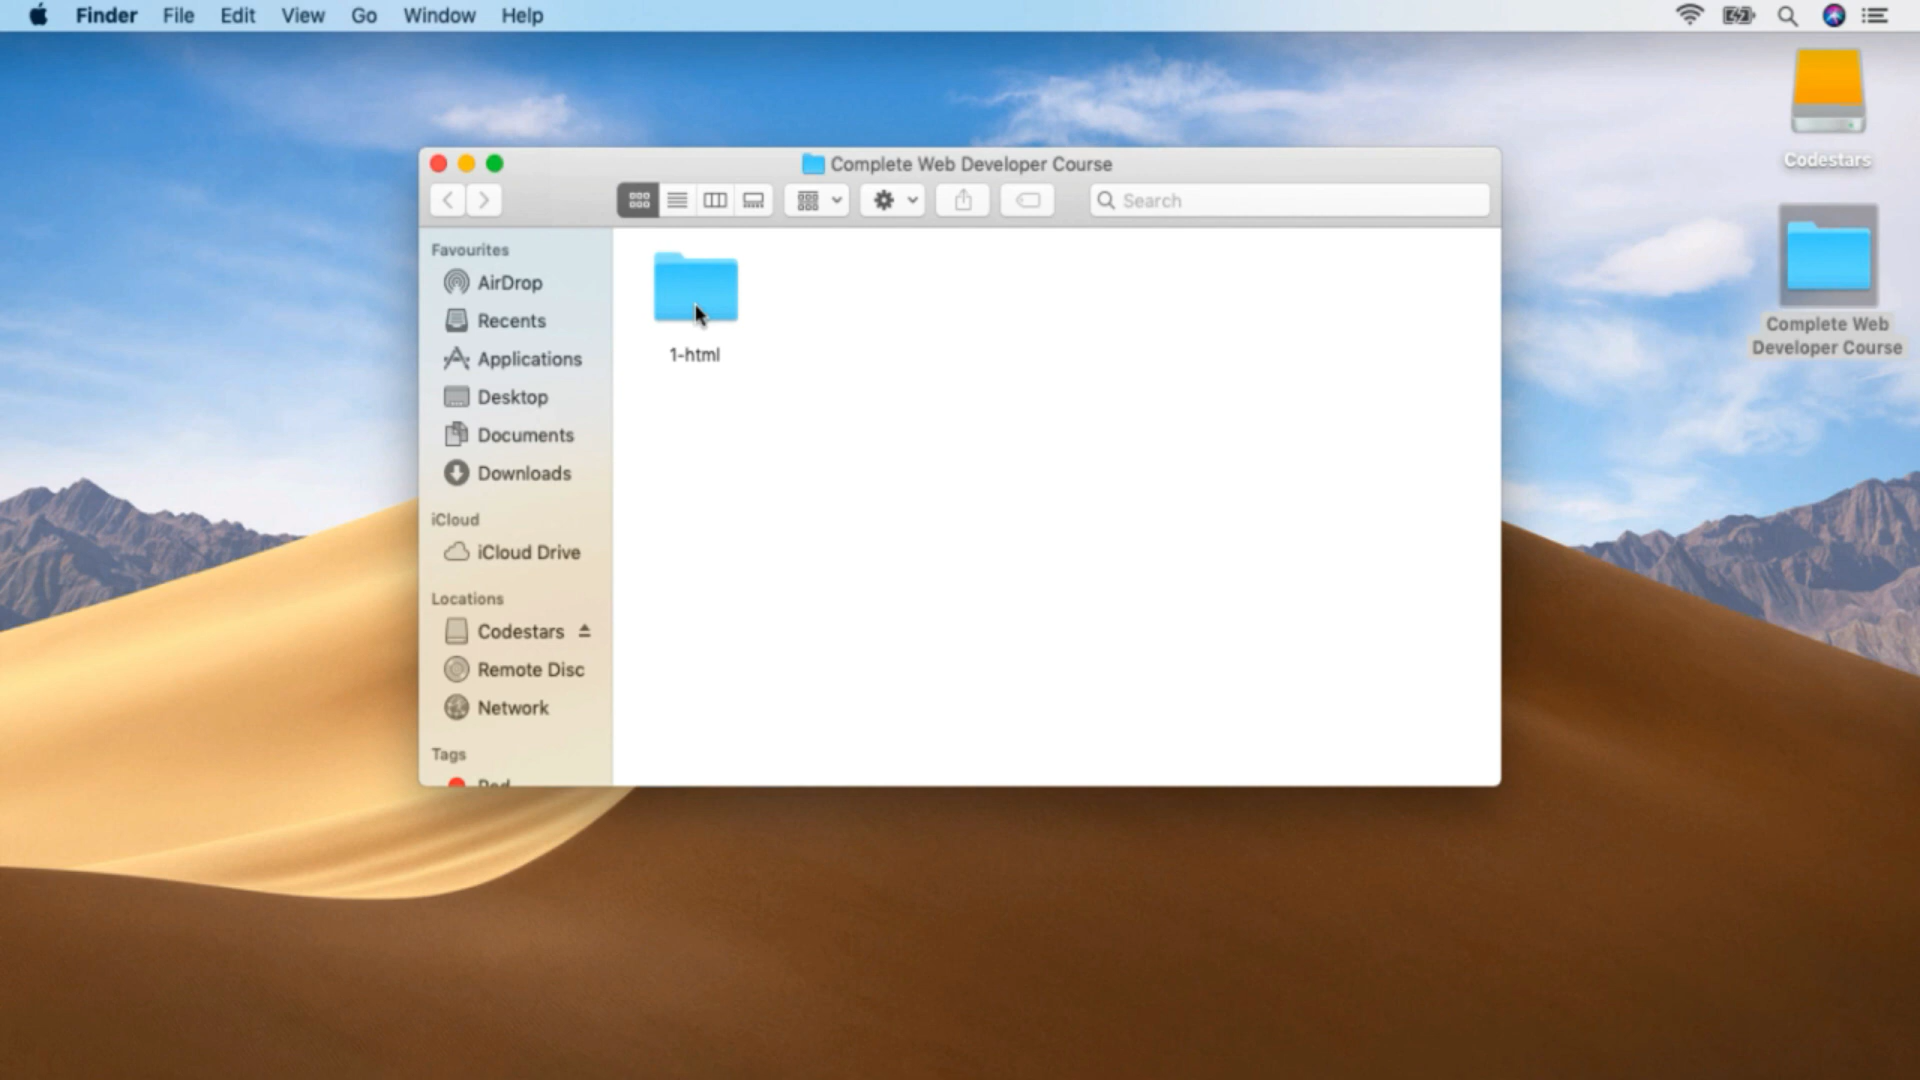 Finder File Edit View Go Window Help
Codestars
Complete Web Developer Course
Search
Favourites
AirDrop
Recents
Applications
Desktop
Documents
Downloads
iCloud
iCloud Drive
Locations
Codestars
Remote Disc
Network
Tags
Red
1-html
Complete Web
Developer Course